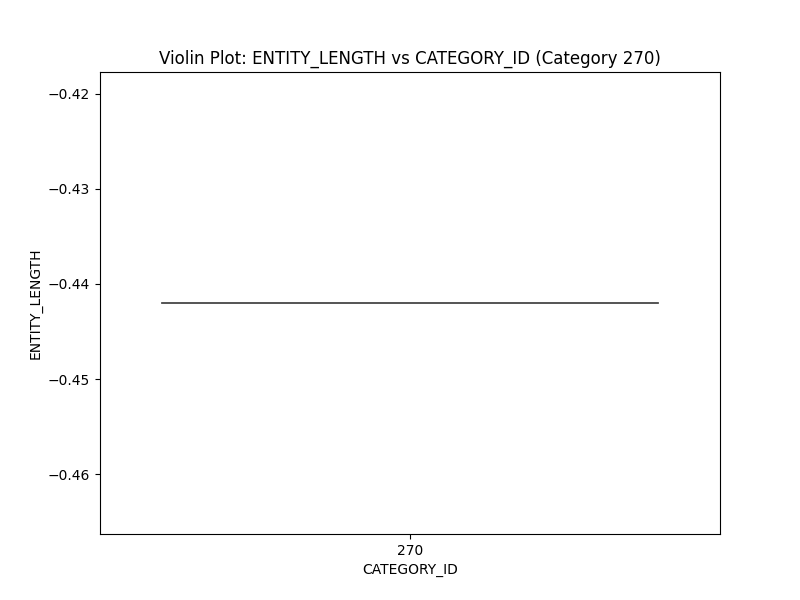 Violin Plot: ENTITY_LENGTH vs CATEGORY_ID (Category 270)
−0.42
−0.43
−0.44
−0.45
−0.46
ENTITY_LENGTH
270
CATEGORY_ID